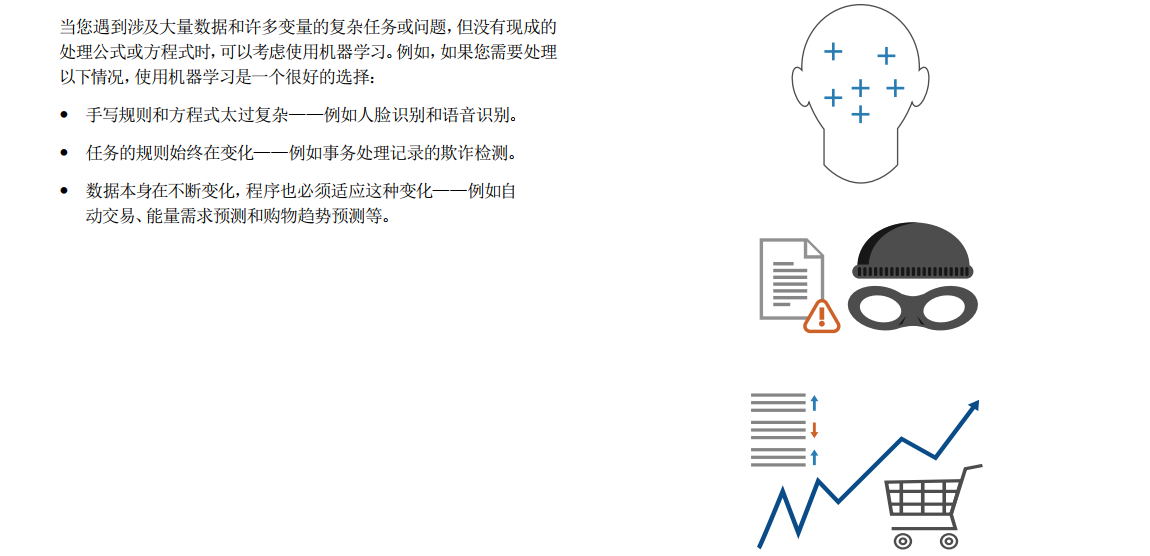 当您遇到涉及大量数据和许多变量的复杂任务或问题，但没有现成的
处理公式或方程式时，可以考虑使用机器学习。例如，如果您需要处理
以下情况，使用机器学习是一个很好的选择：
• 手写规则和方程式太过复杂——例如人脸识别和语音识别。
• 任务的规则始终在变化——例如事务处理记录的欺诈检测。
• 数据本身在不断变化，程序也必须适应这种变化——例如自
动交易、能量需求预测和购物趋势预测等。